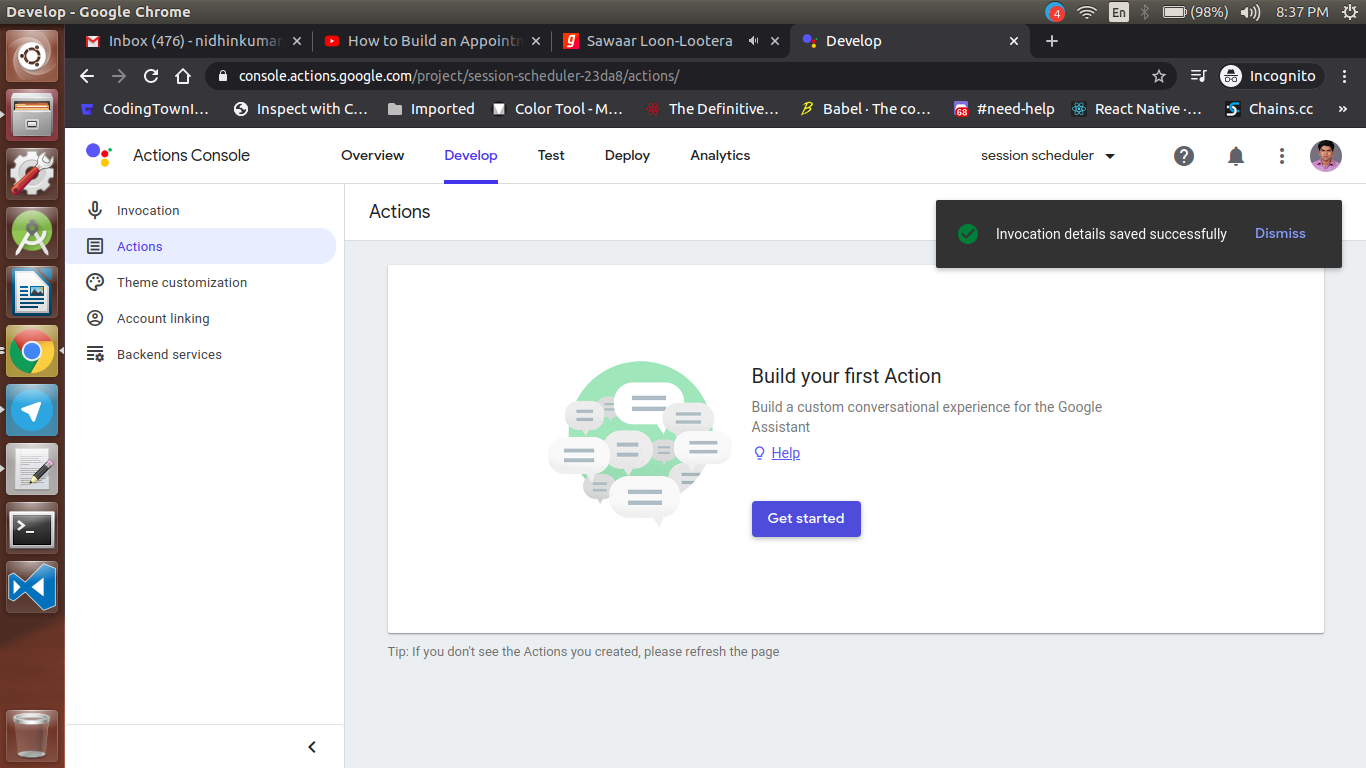 Develop - Google Chrome
4
En
(98%)
8:37 PM
Inbox (476) - nidhinkumar
How to Build an Appointm
Sawaar Loon-Lootera
Develop
console.actions.google.com/project/session-scheduler-23da8/actions/
Incognito
CodingTownI...
Inspect with C...
Imported
Color Tool - M...
The Definitive...
Babel · The co...
68
#need-help
React Native ·...
Chains.cc
»
Actions Console
Overview
Develop
Test
Deploy
Analytics
session scheduler
Invocation
Actions
Theme customization
Account linking
Backend services
Actions
Invocation details saved successfully
Dismiss
Build your first Action
Build a custom conversational experience for the Google
Assistant
Help
Get started
Tip: If you don't see the Actions you created, please refresh the page